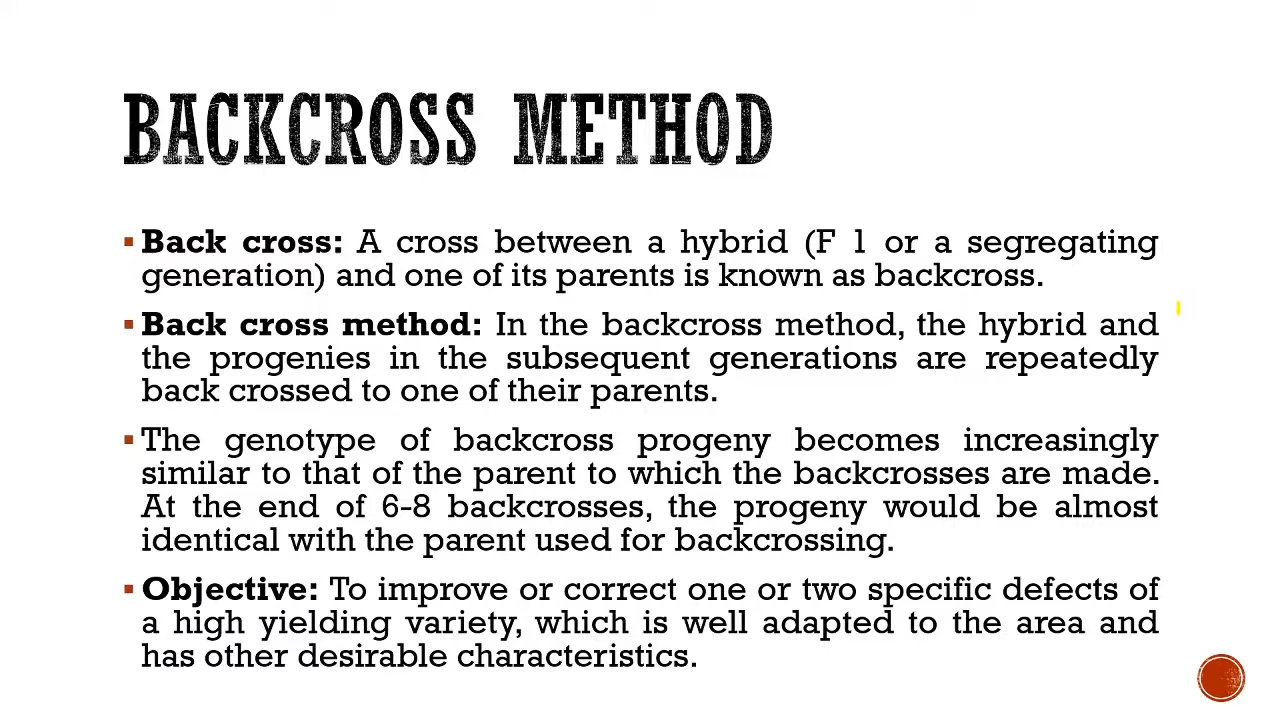 BACKCROSS METHOD
▪ Back cross: A cross between a hybrid (F 1 or a segregating
generation) and one of its parents is known as backcross.
▪ Back cross method: In the backcross method, the hybrid and
the progenies in the subsequent generations are repeatedly
back crossed to one of their parents.
▪ The genotype of backcross progeny becomes increasingly
similar to that of the parent to which the backcrosses are made.
At the end of 6-8 backcrosses, the progeny would be almost
identical with the parent used for backcrossing.
▪ Objective: To improve or correct one or two specific defects of
a high yielding variety, which is well adapted to the area and
has other desirable characteristics.